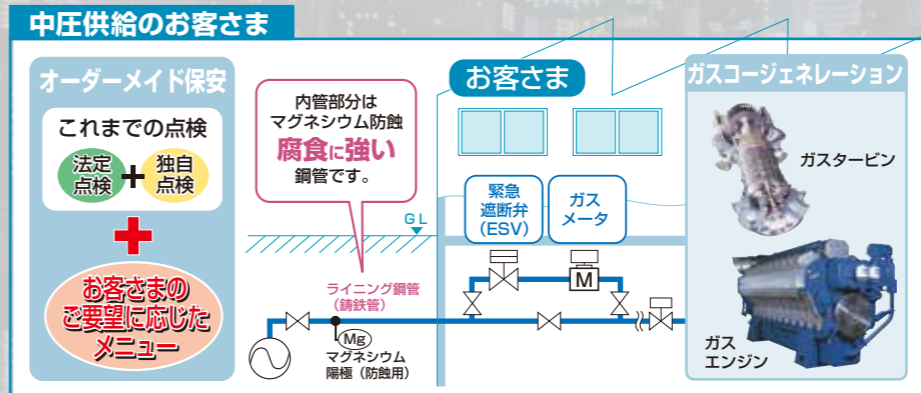 中圧供給のお客さま
オーダーメイド保安
これまでの点検
法定
点検
+
独自
点検
+
お客さまの
ご要望に応じた
メニュー
内管部分は
マグネシウム防蝕
腐食に強い
鋼管です。
GL
ライニング鋼管
（鋳鉄管）
Mg
マグネシウム
陽極（防蝕用）
お客さま
緊急
遮断弁
（ESV）
ガス
メータ
M
ガスコージェネレーション
ガスタービン
ガス
エンジン